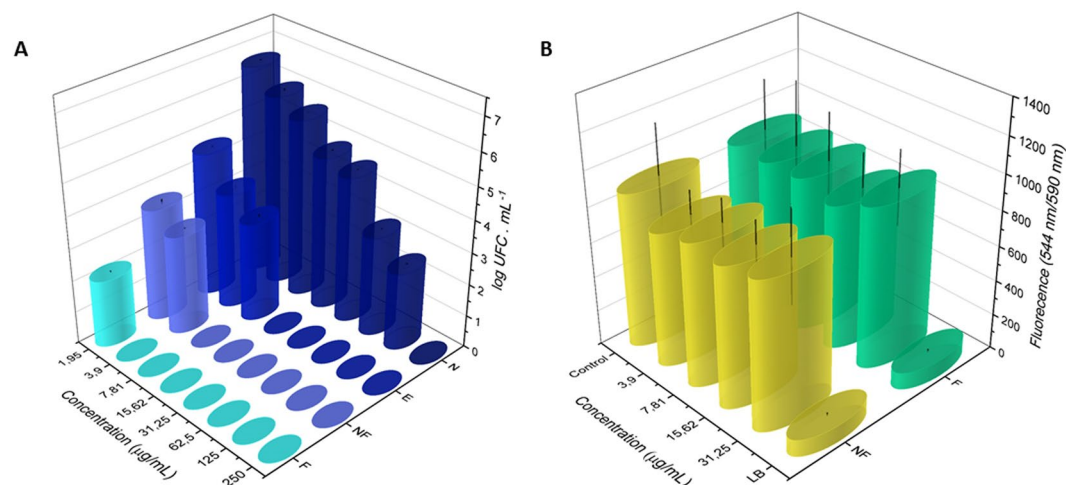 A
7
6
5
4
3
2
1
0
log UFC . mL⁻¹
1.95
3,9
7.81
15.62
31.25
62,5
125
250
Concentration (µg/mL)
N
E
NF
F
B
1400
1200
1000
800
600
400
200
0
Fluorecence (544 nm/590 nm)
Control
3.9
7.81
15.62
31.25
LB
Concentration (µg/mL)
F
NF